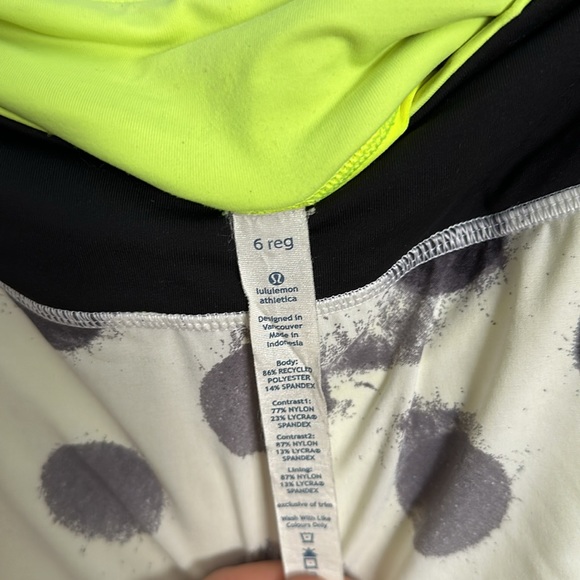 6 reg
lululemon
athletica
Designed in
Vancouver
Made in
Indonesia
Body:
86% RECYCLED
POLYESTER
14% SPANDEX
Contrast1:
77% NYLON
23% LYCRA®
SPANDEX
Contrast2:
87% NYLON
13% LYCRA®
SPANDEX
Lining:
87% NYLON
13% LYCRA®
SPANDEX
exclusive of trim
Wash With Like
Colours Only